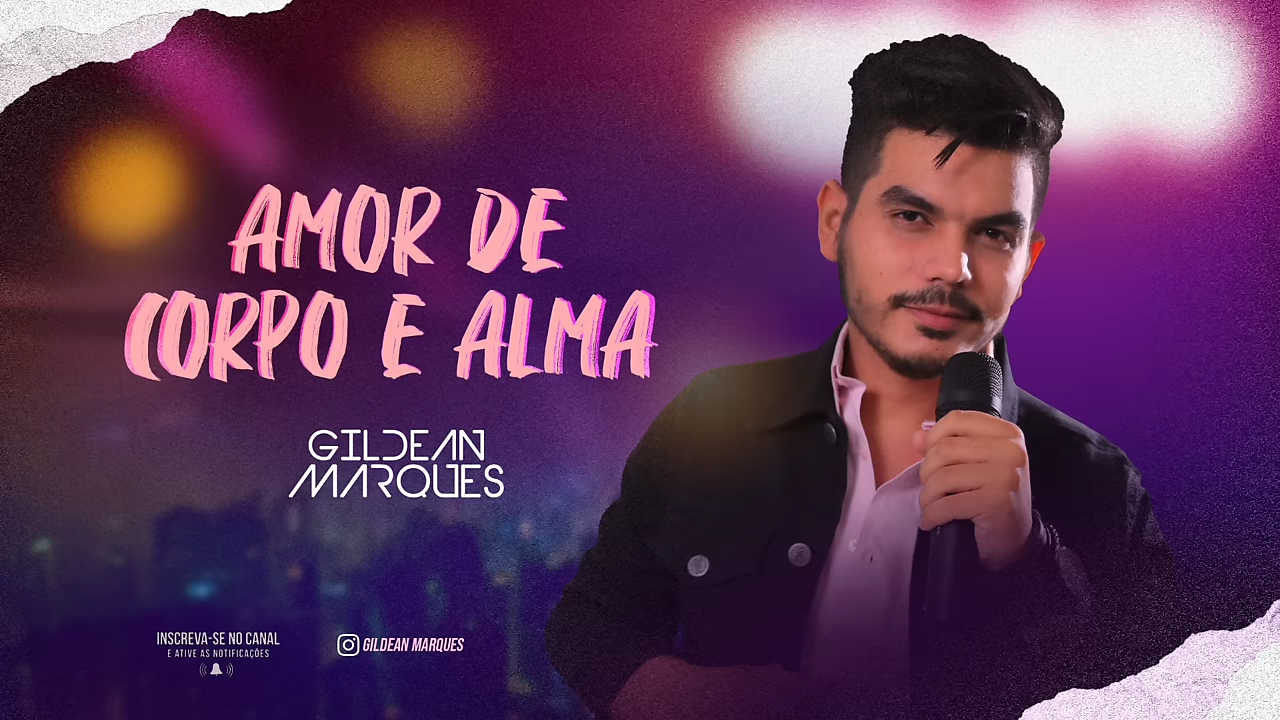 AMOR DE
CORPO E ALMA
GILDEAN
MARQUES
INSCREVA-SE NO CANAL
E ATIVE AS NOTIFICAÇÕES
GILDEAN MARQUES